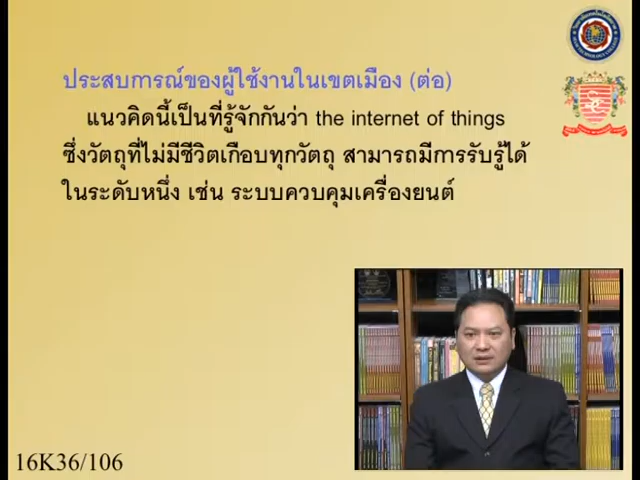 ประสบการณ์ของผู้ใช้งานในเขตเมือง (ต่อ)
แนวคิดนี้เป็นที่รู้จักกันว่า the internet of things
ซึ่งวัตถุที่ไม่มีชีวิตเกือบทุกวัตถุ สามารถมีการรับรู้ได้
ในระดับหนึ่ง เช่น ระบบควบคุมเครื่องยนต์
16K36/106